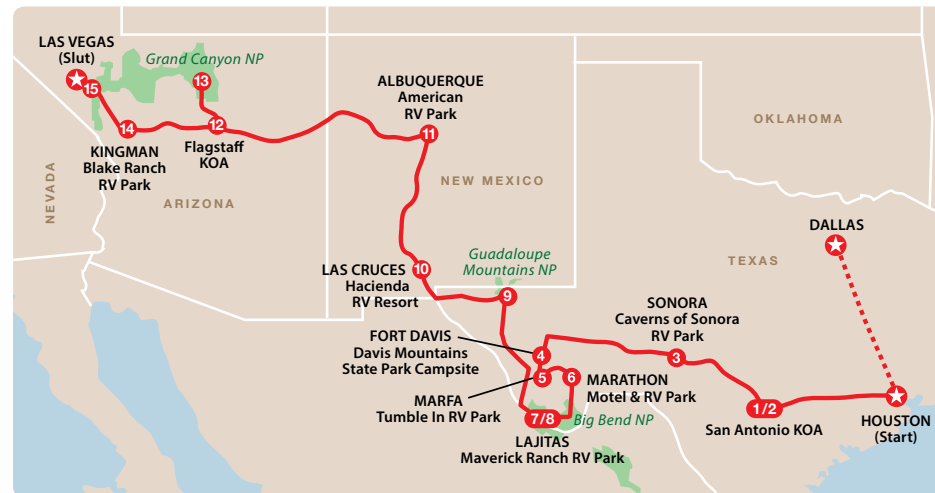 LAS VEGAS
(Slut)
15
Grand Canyon NP
13
14
KINGMAN
Blake Ranch
RV Park
12
Flagstaff
KOA
NEVADA
ARIZONA
ALBUQUERQUE
American
RV Park
11
NEW MEXICO
OKLAHOMA
DALLAS
TEXAS
LAS CRUCES
Hacienda
RV Resort
10
Guadaloupe
Mountains NP
9
SONORA
Caverns of Sonora
RV Park
3
FORT DAVIS
Davis Mountains
State Park Campsite
4
MARFA
Tumble In RV Park
5
6
MARATHON
Motel & RV Park
7/8
Big Bend NP
LAJITAS
Maverick Ranch RV Park
1/2
San Antonio KOA
HOUSTON
(Start)